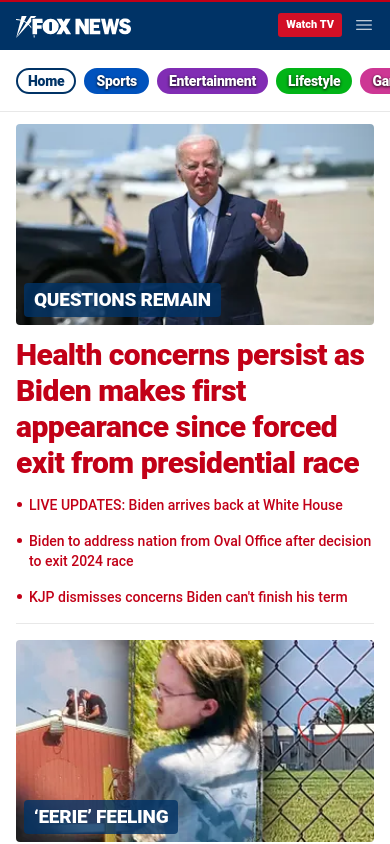 FOX NEWS
Watch TV
Home
Sports
Entertainment
Lifestyle
Ga
QUESTIONS REMAIN
Health concerns persist as
Biden makes first
appearance since forced
exit from presidential race
• LIVE UPDATES: Biden arrives back at White House
• Biden to address nation from Oval Office after decision
to exit 2024 race
• KJP dismisses concerns Biden can't finish his term
‘EERIE’ FEELING